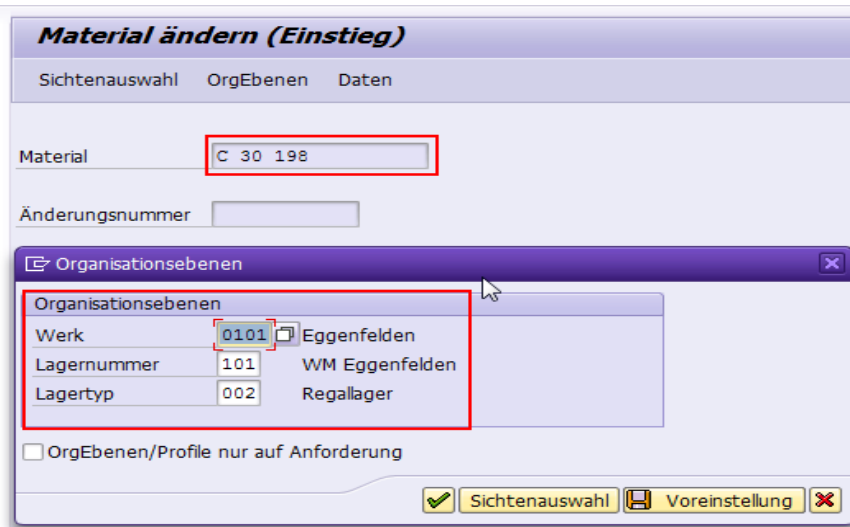 Material ändern (Einstieg)
Sichtenauswahl OrgEbenen Daten
Material C 30 198
Änderungsnummer
Organisationsebenen
Organisationsebenen
Werk 0101 Eggenfelden
Lagernummer 101 WM Eggenfelden
Lagertyp 002 Regallager
OrgEbenen/Profile nur auf Anforderung
Sichtenauswahl Voreinstellung